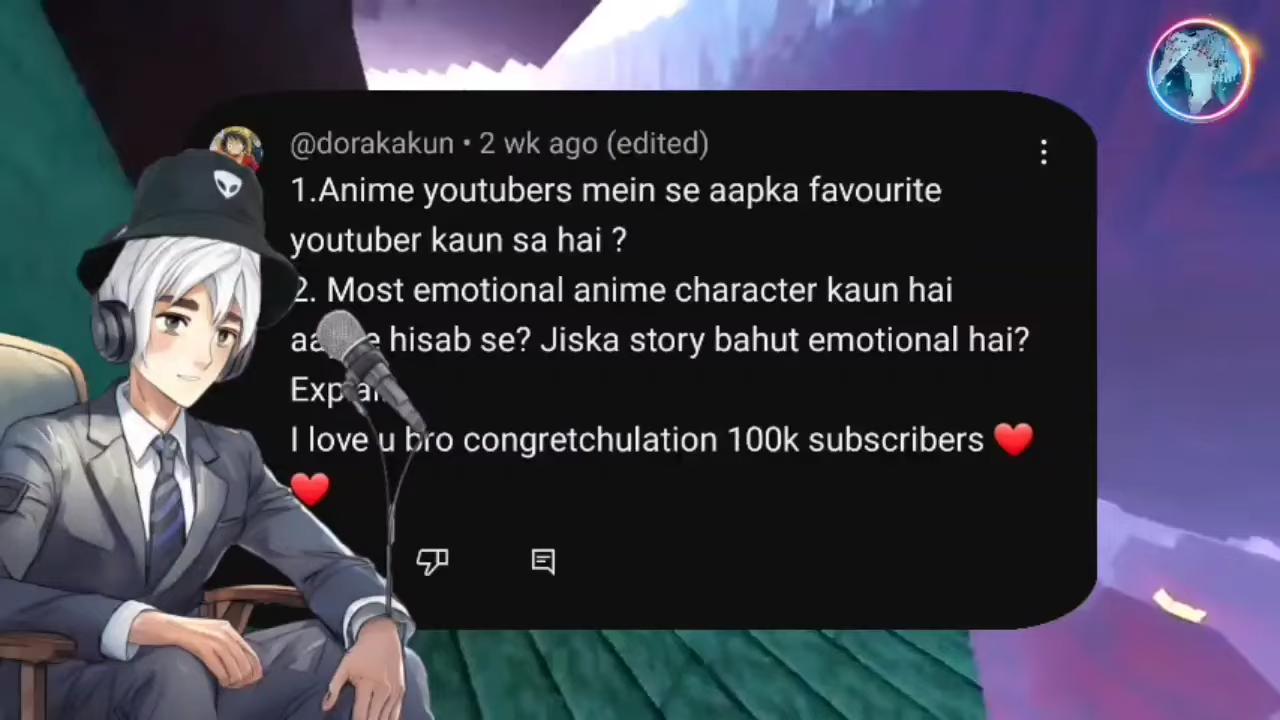 @dorakakun • 2 wk ago (edited)
1.Anime youtubers mein se aapka favourite
youtuber kaun sa hai ?
2. Most emotional anime character kaun hai
hisab se? Jiska story bahut emotional hai?
I love u bro congretchulation 100k subscribers ❤️
❤️